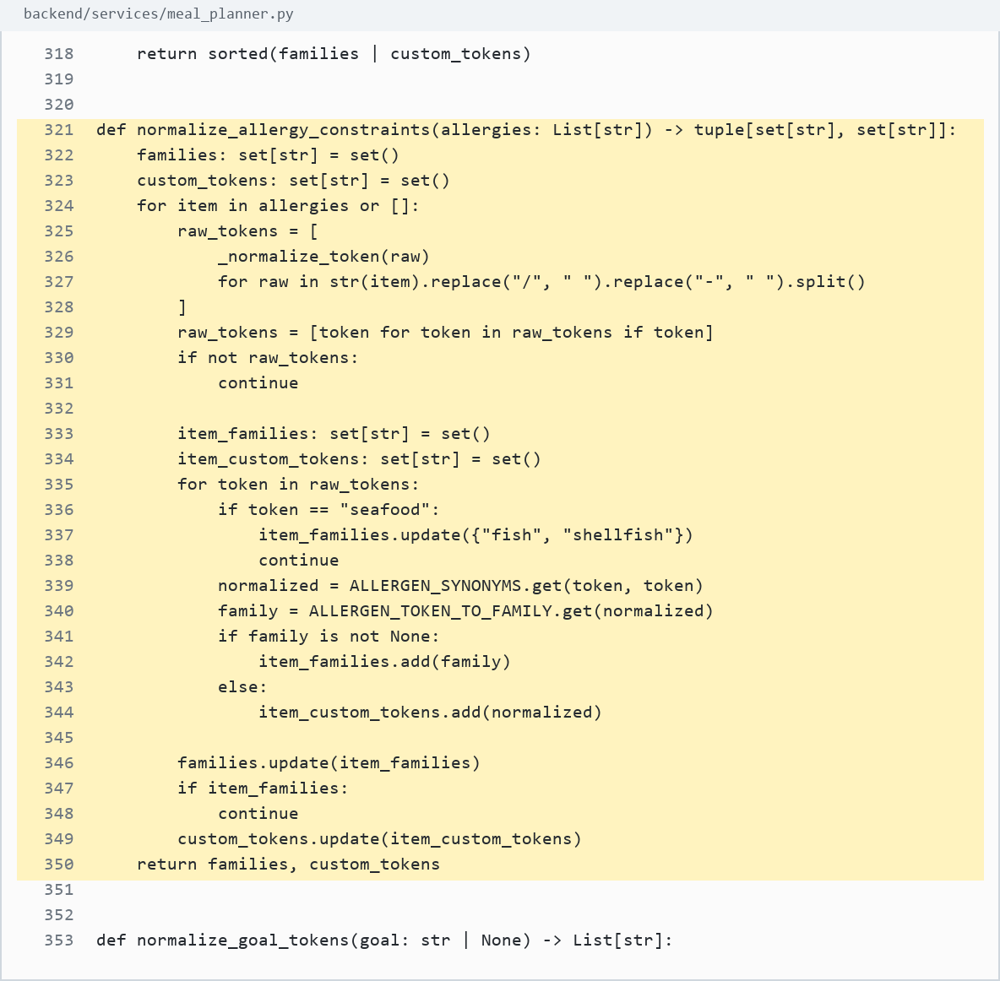 backend/services/meal_planner.py
318     return sorted(families | custom_tokens)
319
320
321 def normalize_allergy_constraints(allergies: List[str]) -> tuple[set[str], set[str]]:
322     families: set[str] = set()
323     custom_tokens: set[str] = set()
324     for item in allergies or []:
325         raw_tokens = [
326             _normalize_token(raw)
327             for raw in str(item).replace("/", " ").replace("-", " ").split()
328         ]
329         raw_tokens = [token for token in raw_tokens if token]
330         if not raw_tokens:
331             continue
332
333         item_families: set[str] = set()
334         item_custom_tokens: set[str] = set()
335         for token in raw_tokens:
336             if token == "seafood":
337                 item_families.update({"fish", "shellfish"})
338                 continue
339             normalized = ALLERGEN_SYNONYMS.get(token, token)
340             family = ALLERGEN_TOKEN_TO_FAMILY.get(normalized)
341             if family is not None:
342                 item_families.add(family)
343             else:
344                 item_custom_tokens.add(normalized)
345
346         families.update(item_families)
347         if item_families:
348             continue
349         custom_tokens.update(item_custom_tokens)
350     return families, custom_tokens
351
352
353 def normalize_goal_tokens(goal: str | None) -> List[str]: